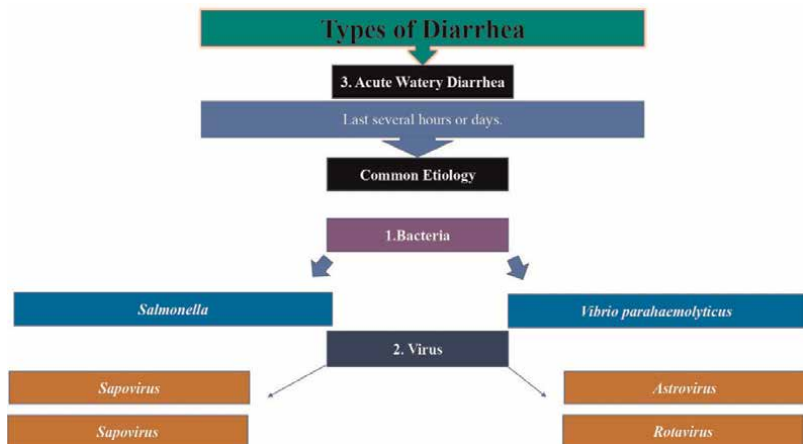 Types of Diarrhea
3. Acute Watery Diarrhea
Last several hours or days.
Common Etiology
1.Bacteria
Salmonella
Vibrio parahaemolyticus
2. Virus
Sapovirus
Astrovirus
Sapovirus
Rotavirus